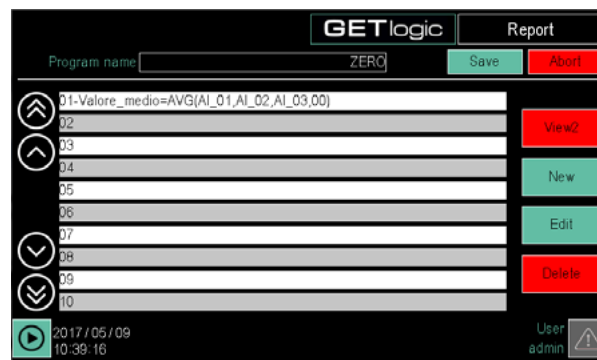 GETlogic Report
Program name ZERO Save Abort
01-Valore_medio=AVG(AI_01,AI_02,AI_03,00)
02
View2
03
04
New
05
06
Edit
07
08
Delete
09
10
2017/05/09
10:39:16
User
admin